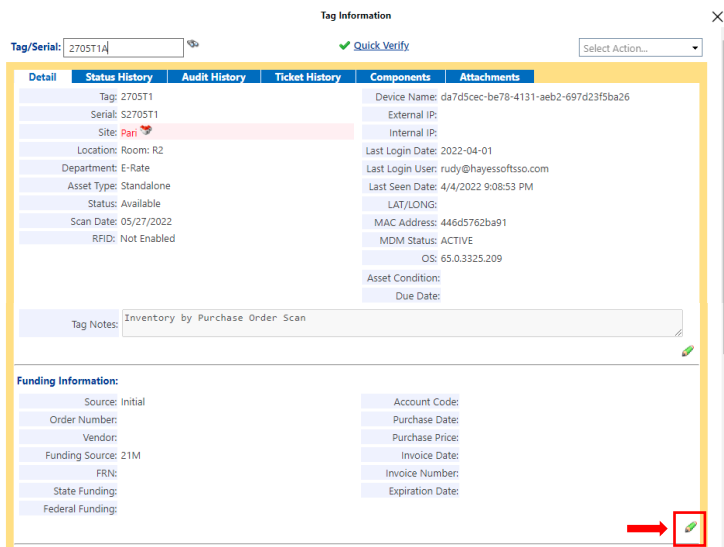 Tag Information
Tag/Serial: 2705T1A Quick Verify Select Action...
Detail Status History Audit History Ticket History Components Attachments
Tag: 2705T1 Device Name: da7d5cec-be78-4131-aeb2-697d23f5ba26
Serial: S2705T1 External IP:
Site: Pari Internal IP:
Location: Room: R2 Last Login Date: 2022-04-01
Department: E-Rate Last Login User: rudy@hayessoftsso.com
Asset Type: Standalone Last Seen Date: 4/4/2022 9:08:53 PM
Status: Available LAT/LONG:
Scan Date: 05/27/2022 MAC Address: 446d5762ba91
RFID: Not Enabled MDM Status: ACTIVE
OS: 65.0.3325.209
Asset Condition:
Due Date:
Tag Notes: Inventory by Purchase Order Scan
Funding Information:
Source: Initial Account Code:
Order Number: Purchase Date:
Vendor: Purchase Price:
Funding Source: 21M Invoice Date:
FRN: Invoice Number:
State Funding: Expiration Date:
Federal Funding: